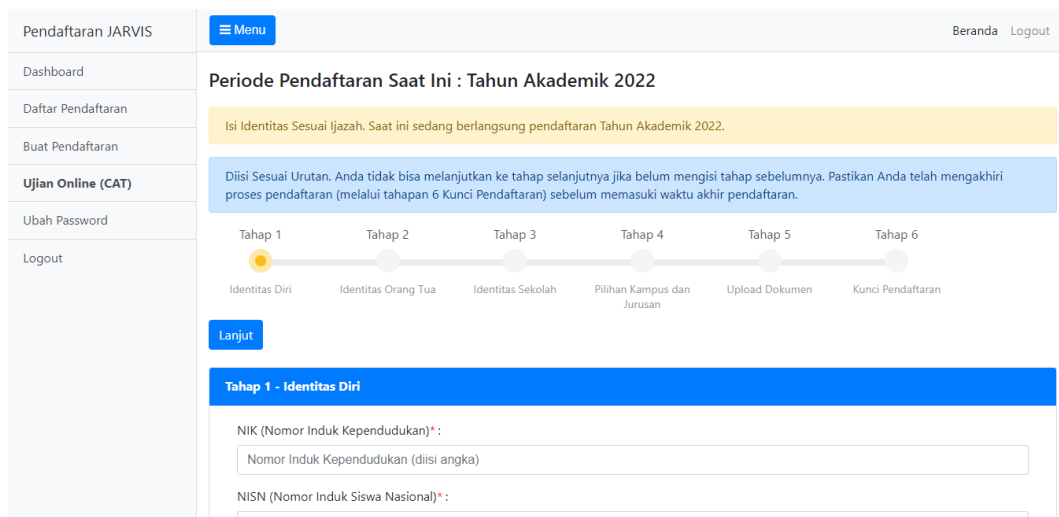 Pendaftaran JARVIS
Menu
Beranda Logout
Dashboard
Daftar Pendaftaran
Buat Pendaftaran
Ujian Online (CAT)
Ubah Password
Logout
Periode Pendaftaran Saat Ini : Tahun Akademik 2022
Isi Identitas Sesuai Ijazah. Saat ini sedang berlangsung pendaftaran Tahun Akademik 2022.
Diisi Sesuai Urutan. Anda tidak bisa melanjutkan ke tahap selanjutnya jika belum mengisi tahap sebelumnya. Pastikan Anda telah mengakhiri
proses pendaftaran (melalui tahapan 6 Kunci Pendaftaran) sebelum memasuki waktu akhir pendaftaran.
Tahap 1 Tahap 2 Tahap 3 Tahap 4 Tahap 5 Tahap 6
Identitas Diri Identitas Orang Tua Identitas Sekolah Pilihan Kampus dan Upload Dokumen Kunci Pendaftaran
Jurusan
Lanjut
Tahap 1 - Identitas Diri
NIK (Nomor Induk Kependudukan)* :
Nomor Induk Kependudukan (diisi angka)
NISN (Nomor Induk Siswa Nasional)* :